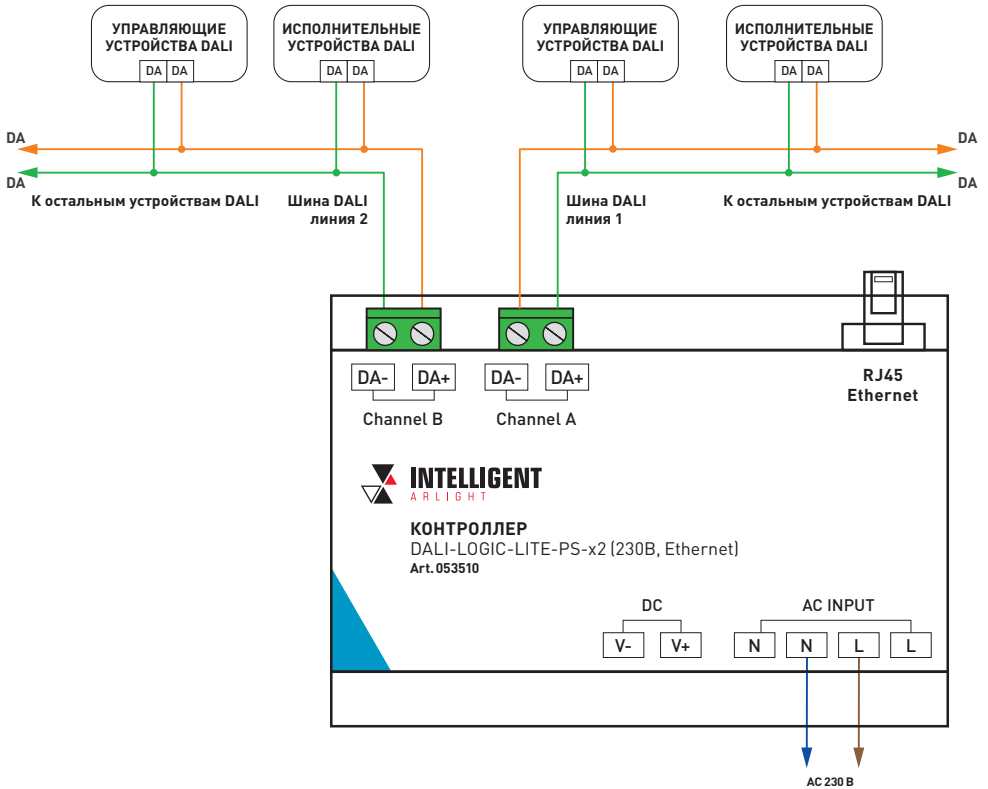 УПРАВЛЯЮЩИЕ
УСТРОЙСТВА DALI
DA DA
ИСПОЛНИТЕЛЬНЫЕ
УСТРОЙСТВА DALI
DA DA
УПРАВЛЯЮЩИЕ
УСТРОЙСТВА DALI
DA DA
ИСПОЛНИТЕЛЬНЫЕ
УСТРОЙСТВА DALI
DA DA
DA
DA
DA
DA
К остальным устройствам DALI
Шина DALI
линия 2
Шина DALI
линия 1
К остальным устройствам DALI
DA- DA+
Channel B
DA- DA+
Channel A
RJ45
Ethernet
INTELLIGENT
ARLIGHT
КОНТРОЛЛЕР
DALI-LOGIC-LITE-PS-x2 (230В, Ethernet)
Art. 053510
DC
V- V+
AC INPUT
N N L L
AC 230 В